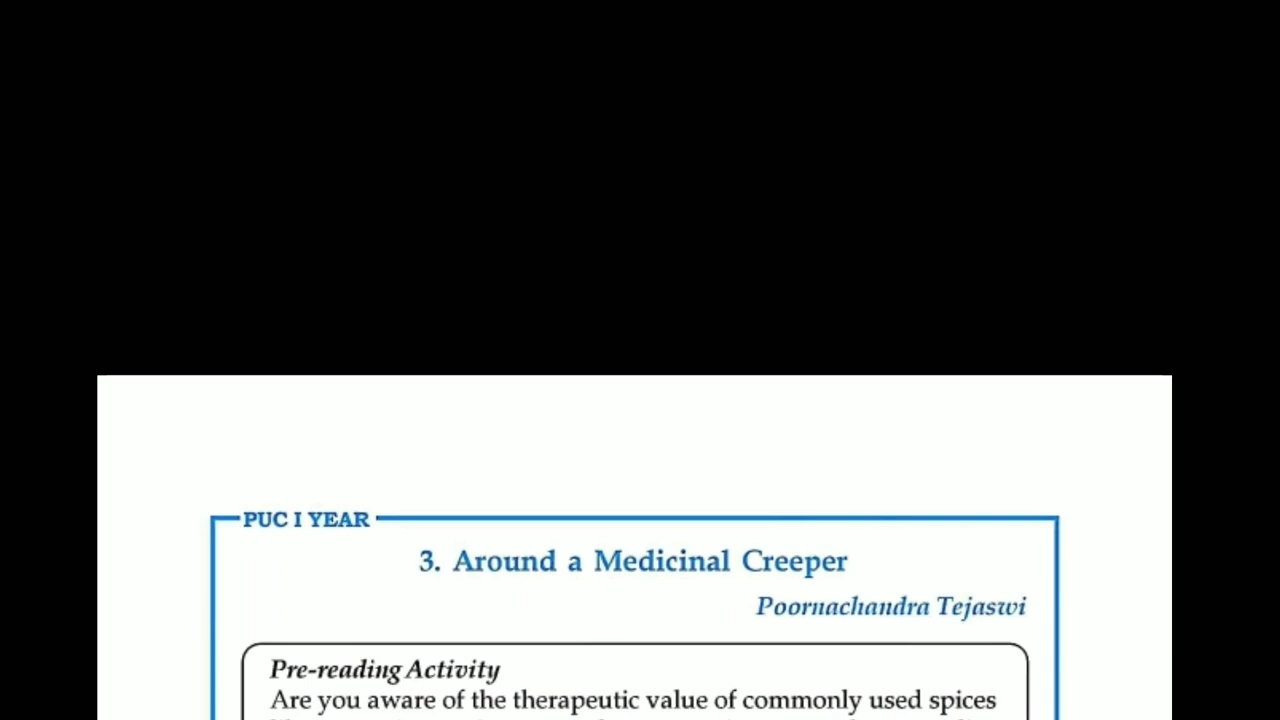 PUC I YEAR
3. Around a Medicinal Creeper
Poornachandra Tejaswi
Pre-reading Activity
Are you aware of the therapeutic value of commonly used spices